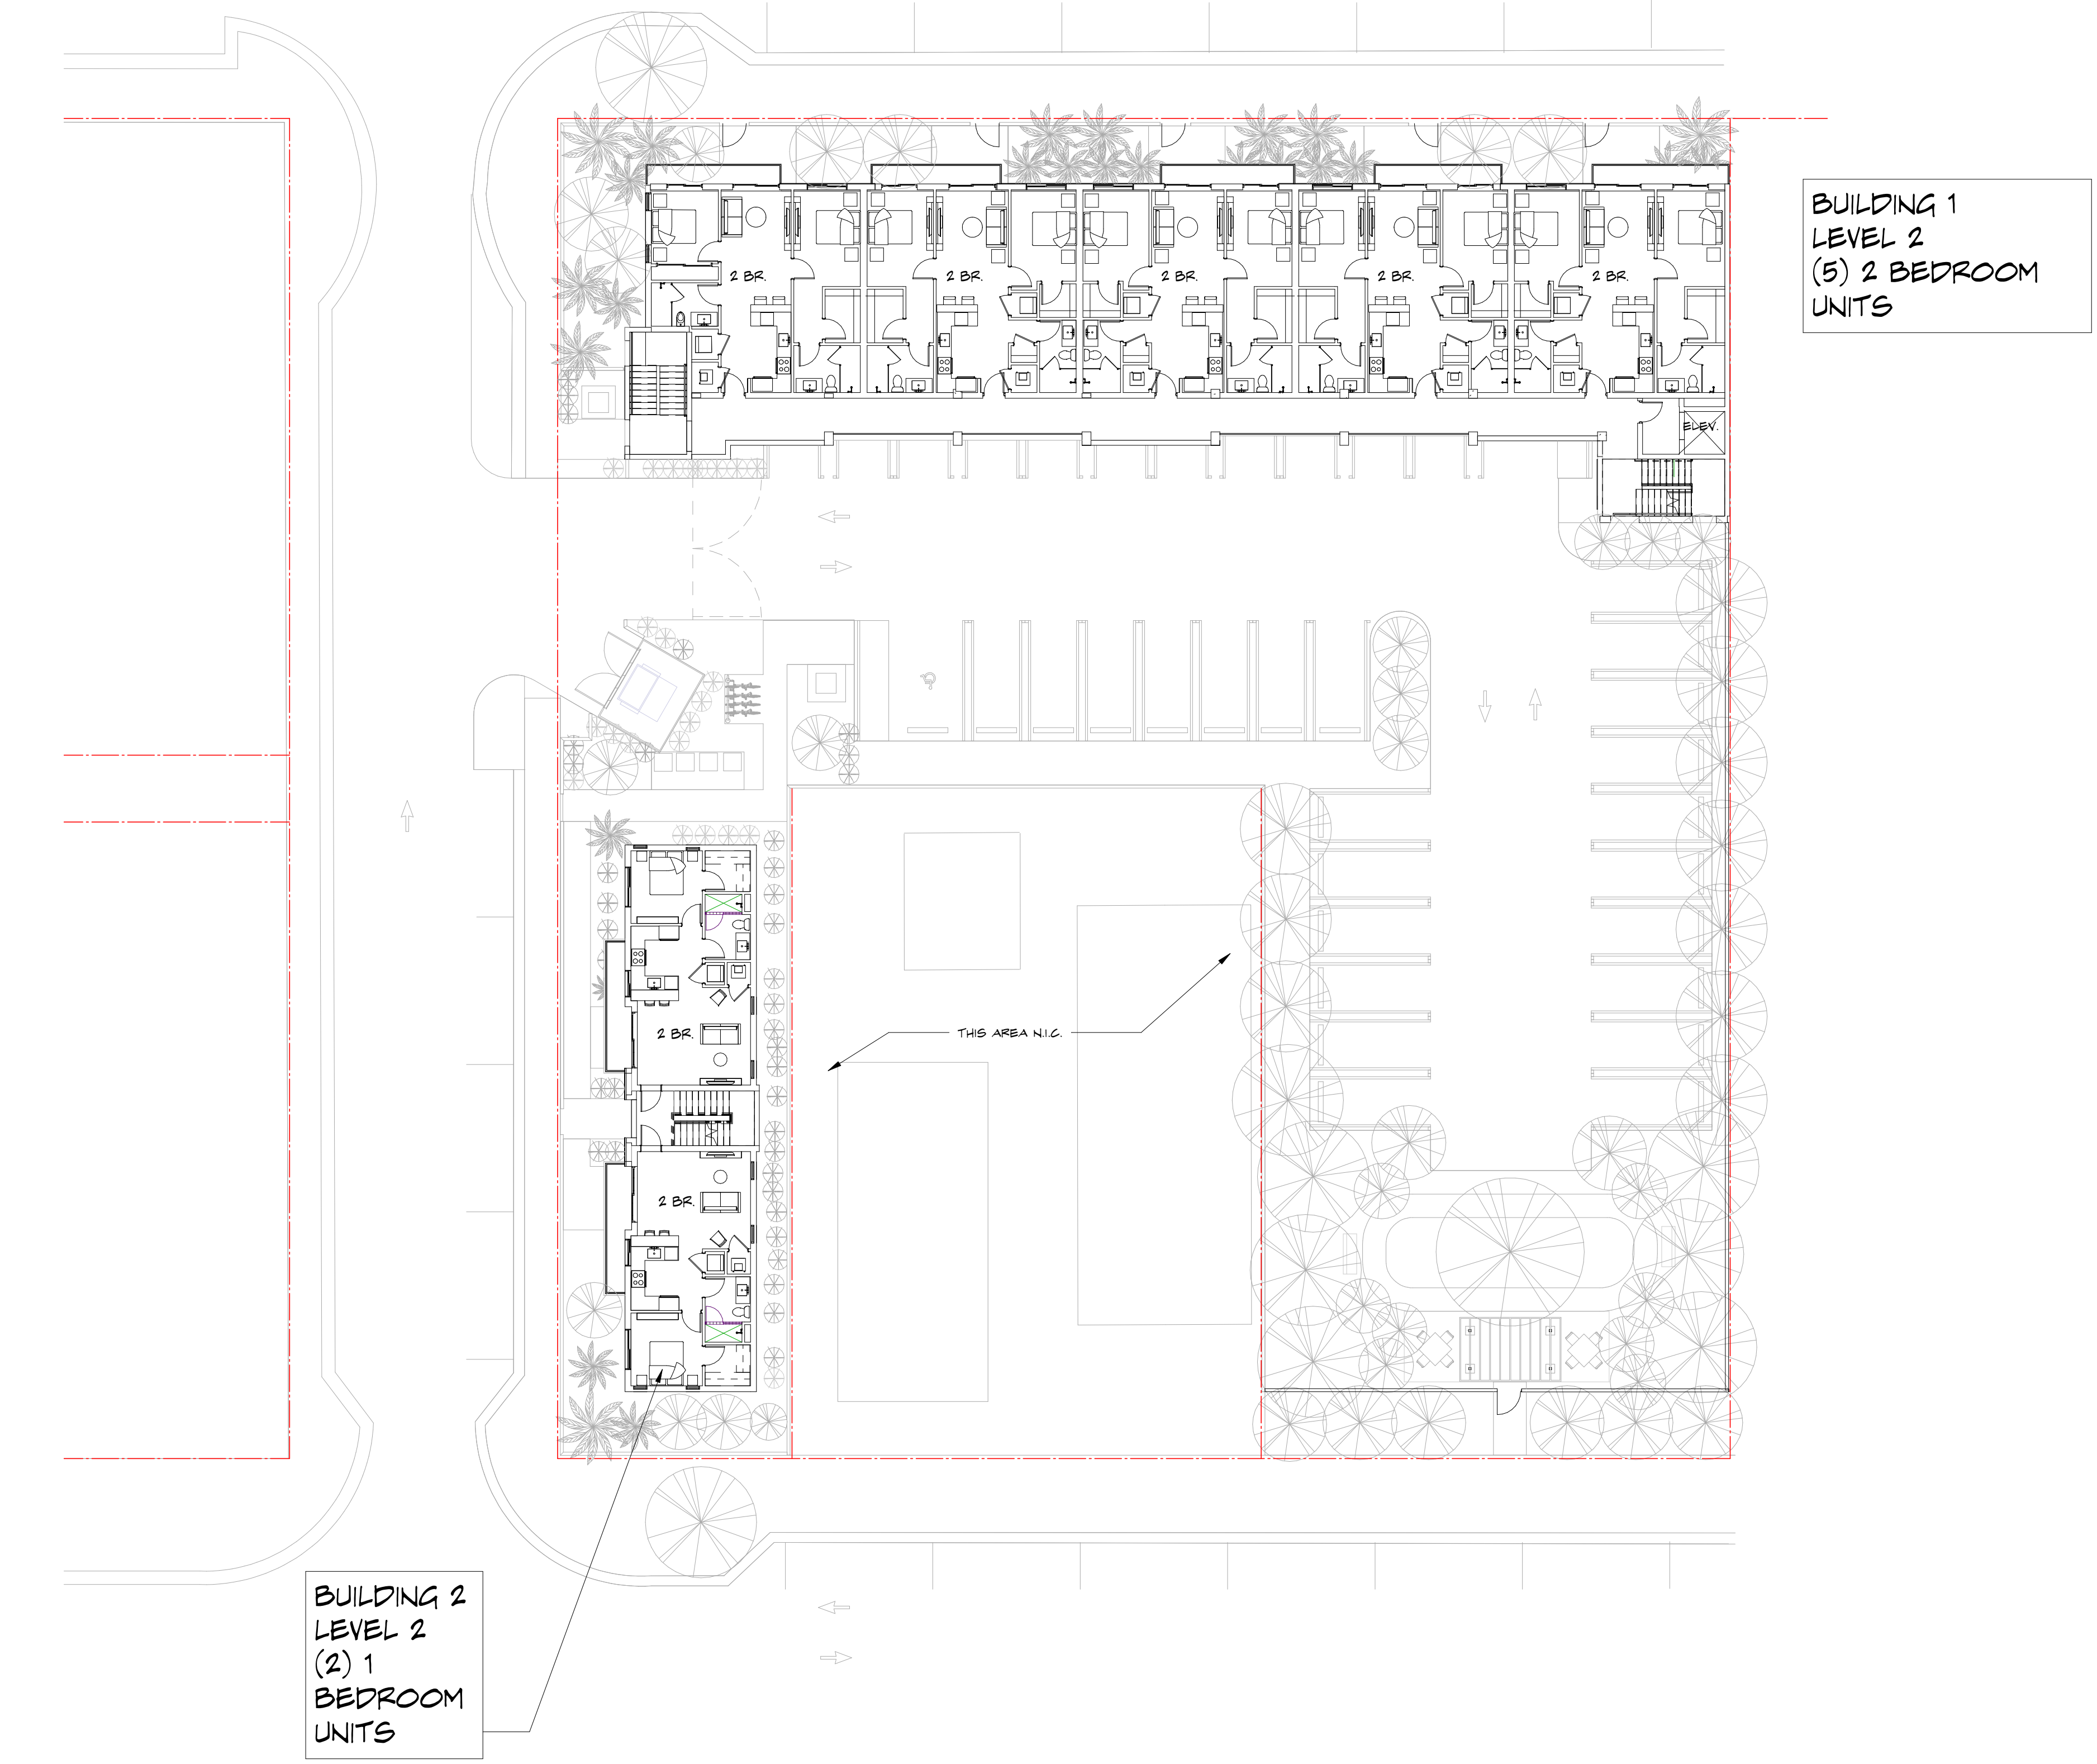 BUILDING 1
LEVEL 2
(5) 2 BEDROOM
UNITS
2 BR.
2 BR.
2 BR.
2 BR.
2 BR.
ELEV.
2 BR.
THIS AREA N.I.C.
2 BR.
BUILDING 2
LEVEL 2
(2) 1
BEDROOM
UNITS